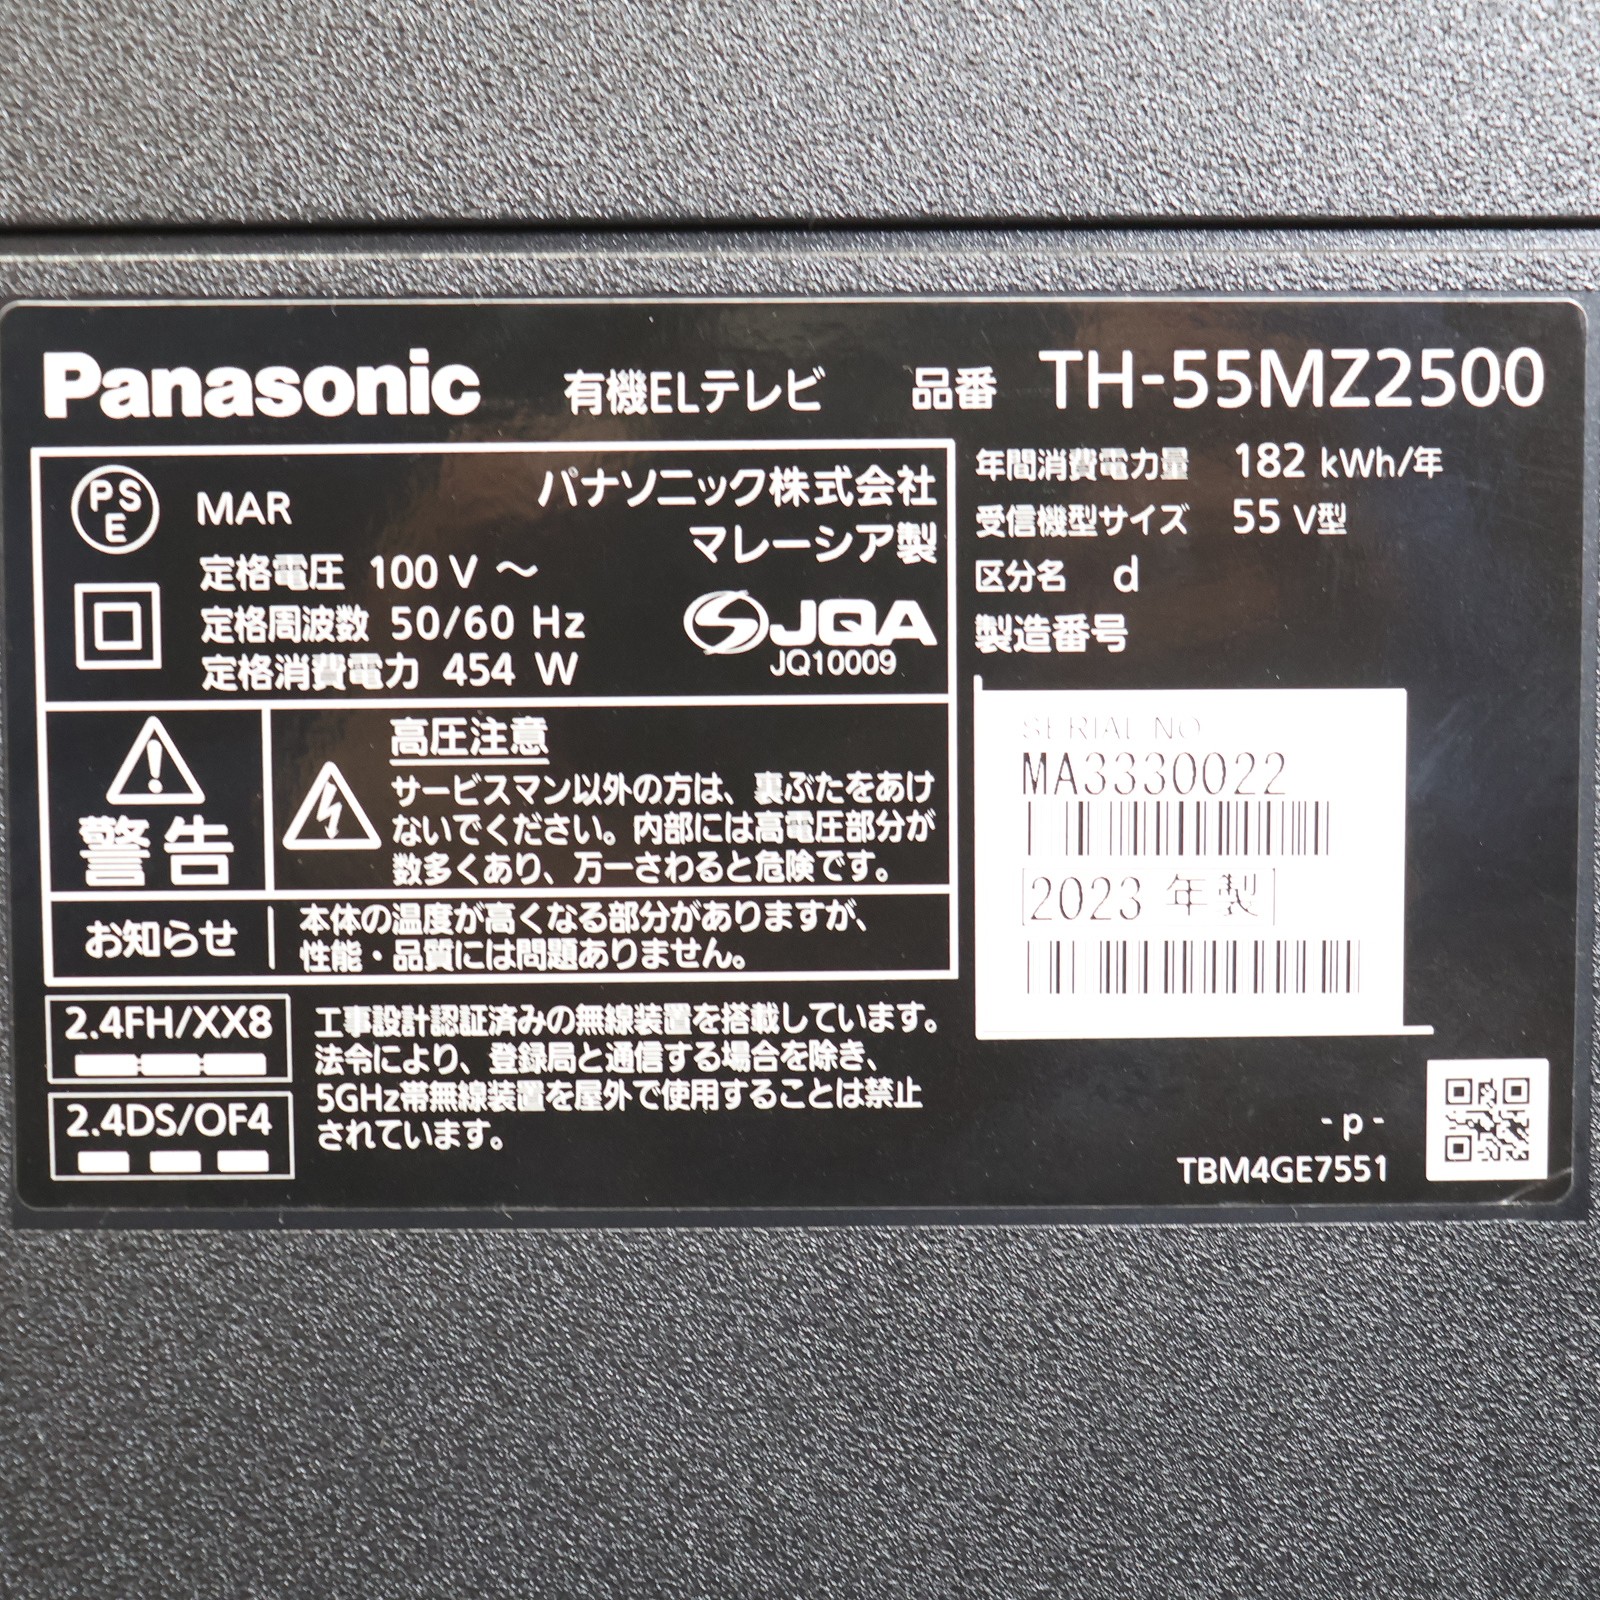 Panasonic 有機ELテレビ 品番 TH-55MZ2500
PSE MAR
パナソニック株式会社
マレーシア製
定格電圧 100 V ～
定格周波数 50/60 Hz
定格消費電力 454 W
JQA
JQ10009
警告
高圧注意
サービスマン以外の方は、裏ぶたをあけ
ないでください。内部には高電圧部分が
数多くあり、万一さわると危険です。
お知らせ
本体の温度が高くなる部分がありますが、
性能・品質には問題ありません。
2.4FH/XX8
2.4DS/OF4
工事設計認証済みの無線装置を搭載しています。
法令により、登録局と通信する場合を除き、
5GHz帯無線装置を屋外で使用することは禁止
されています。
年間消費電力量 182 kWh/年
受信機型サイズ 55 V型
区分名 d
製造番号
SERIAL NO
MA3330022
2023 年製
- p -
TBM4GE7551